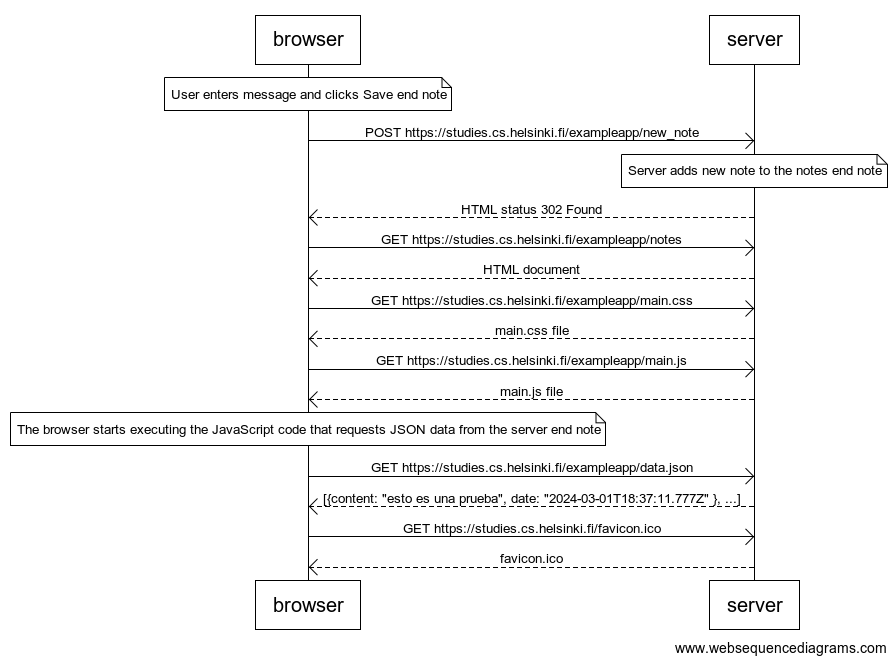 browser server
User enters message and clicks Save end note
POST https://studies.cs.helsinki.fi/exampleapp/new_note
Server adds new note to the notes end note
HTML status 302 Found
GET https://studies.cs.helsinki.fi/exampleapp/notes
HTML document
GET https://studies.cs.helsinki.fi/exampleapp/main.css
main.css file
GET https://studies.cs.helsinki.fi/exampleapp/main.js
main.js file
The browser starts executing the JavaScript code that requests JSON data from the server end note
GET https://studies.cs.helsinki.fi/exampleapp/data.json
[{content: "esto es una prueba", date: "2024-03-01T18:37:11.777Z" }, ...]
GET https://studies.cs.helsinki.fi/favicon.ico
favicon.ico
browser server
www.websequencediagrams.com